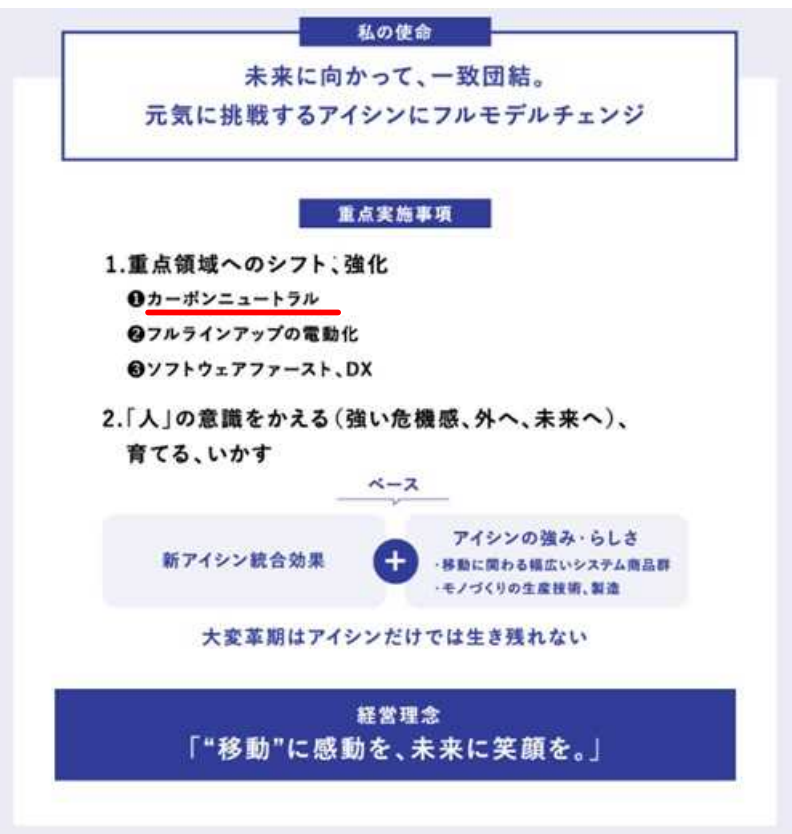 私の使命
未来に向かって、一致団結。
元気に挑戦するアイシンにフルモデルチェンジ
重点実施事項
1.重点領域へのシフト、強化
❶カーボンニュートラル
❷フルラインアップの電動化
❸ソフトウェアファースト、DX
2.「人」の意識をかえる(強い危機感、外へ、未来へ)、
育てる、いかす
ベース
新アイシン統合効果
+
アイシンの強み・らしさ
・移動に関わる幅広いシステム商品群
・モノづくりの生産技術、製造
大変革期はアイシンだけでは生き残れない
経営理念
「“移動”に感動を、未来に笑顔を。」